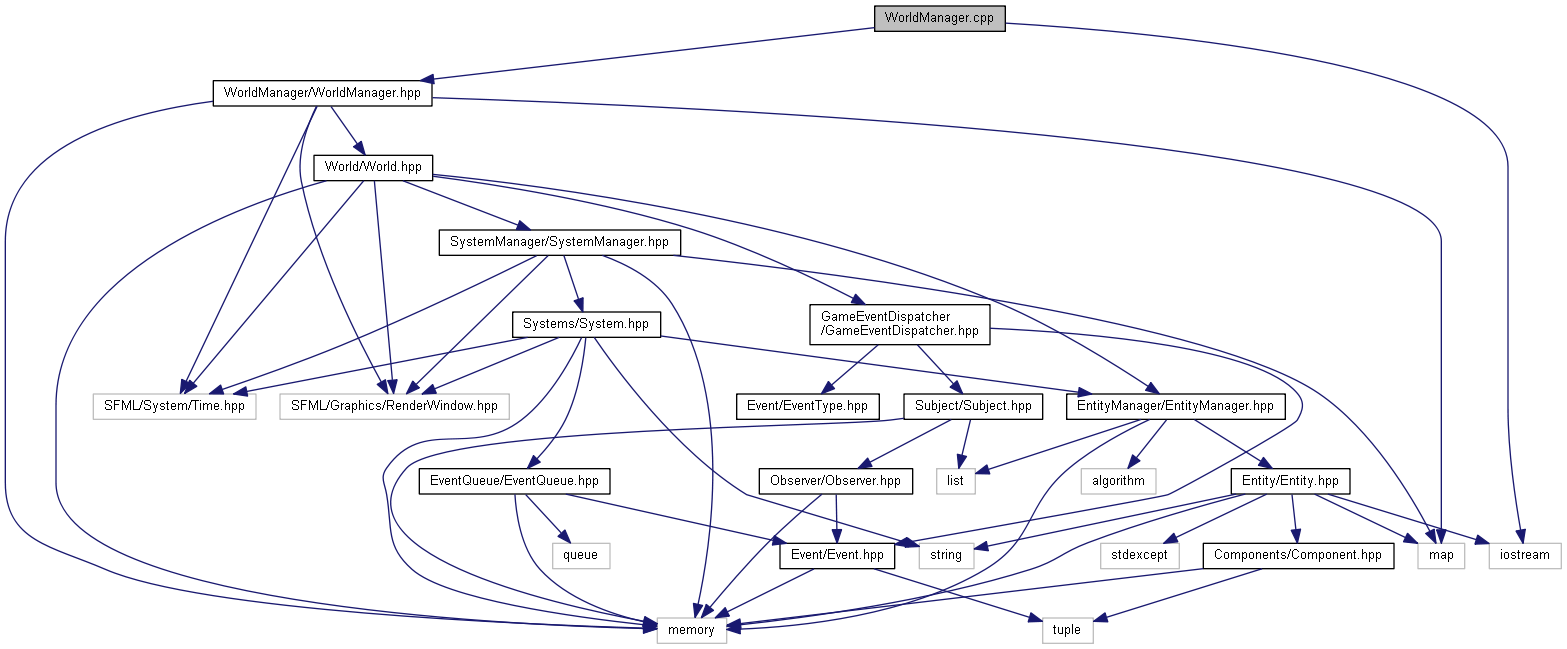 WorldManager.cpp
WorldManager/WorldManager.hpp
World/World.hpp
SystemManager/SystemManager.hpp
GameEventDispatcher
/GameEventDispatcher.hpp
Systems/System.hpp
SFML/System/Time.hpp
SFML/Graphics/RenderWindow.hpp
Event/EventType.hpp
Subject/Subject.hpp
EntityManager/EntityManager.hpp
EventQueue/EventQueue.hpp
Observer/Observer.hpp
list
algorithm
Entity/Entity.hpp
queue
Event/Event.hpp
string
stdexcept
Components/Component.hpp
map
iostream
memory
tuple